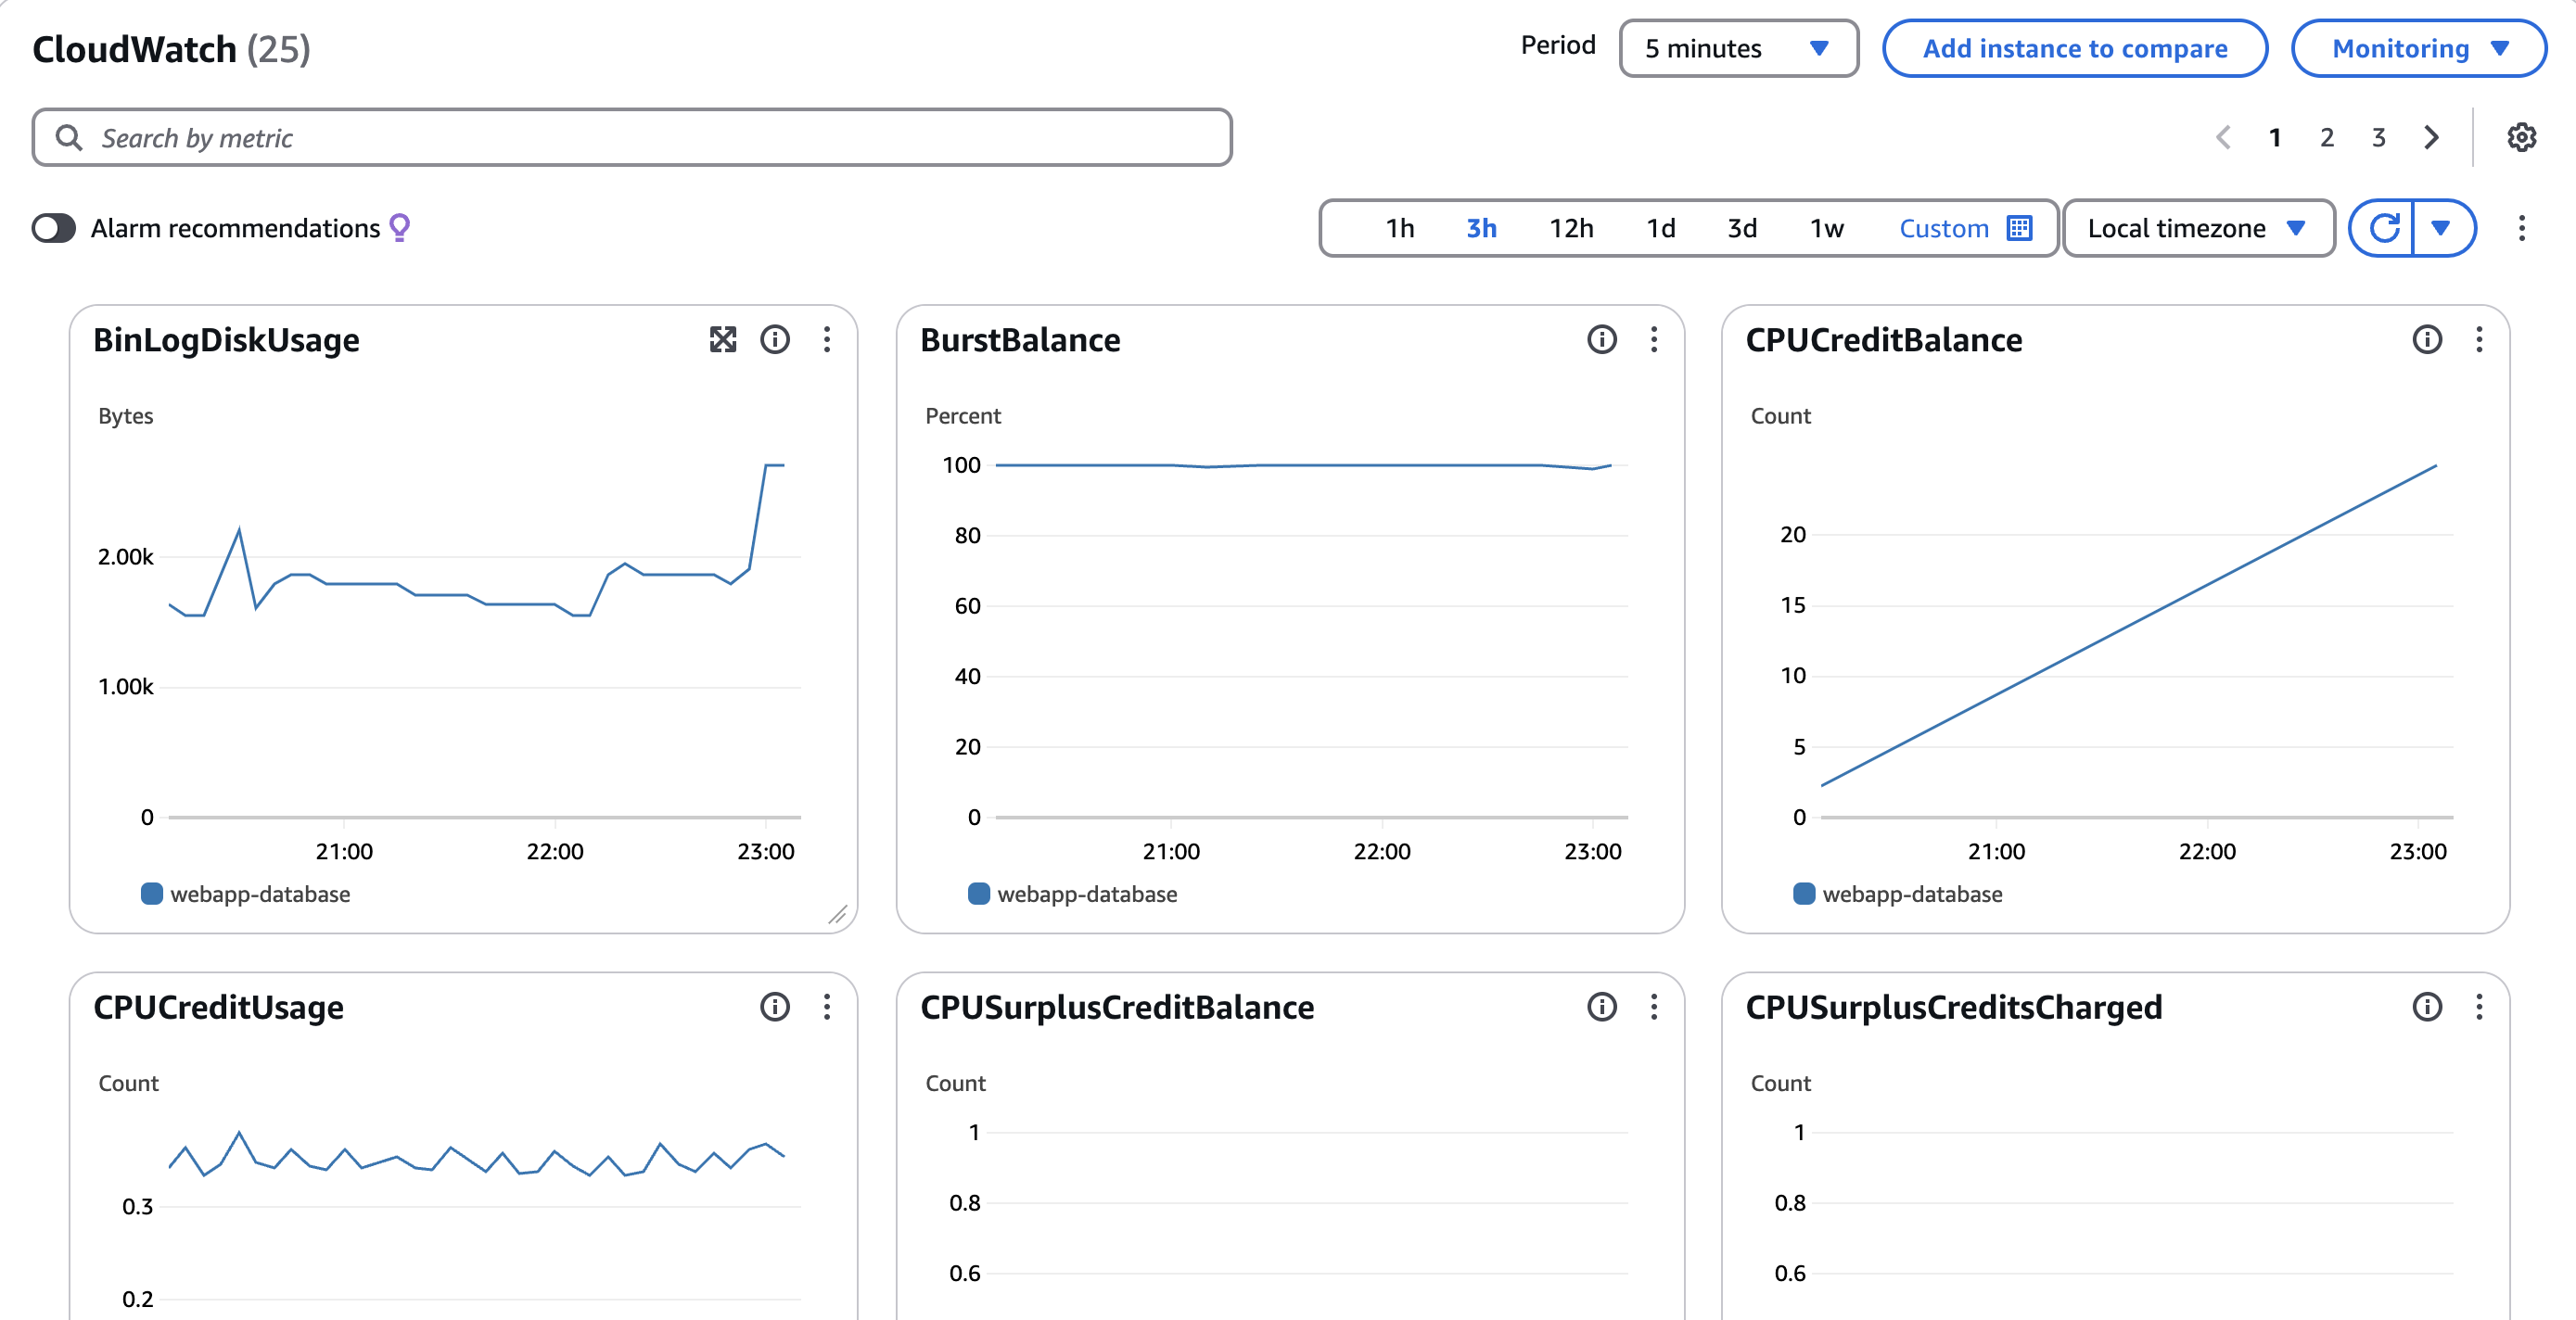 CloudWatch (25)
Period
5 minutes
Add instance to compare
Monitoring
Search by metric
1 2 3
Alarm recommendations
1h 3h 12h 1d 3d 1w Custom
Local timezone
BinLogDiskUsage
Bytes
2.00k
1.00k
0
21:00 22:00 23:00
webapp-database
BurstBalance
Percent
100
80
60
40
20
0
21:00 22:00 23:00
webapp-database
CPUCreditBalance
Count
20
15
10
5
0
21:00 22:00 23:00
webapp-database
CPUCreditUsage
Count
0.3
0.2
CPUSurplusCreditBalance
Count
1
0.8
0.6
CPUSurplusCreditsCharged
Count
1
0.8
0.6